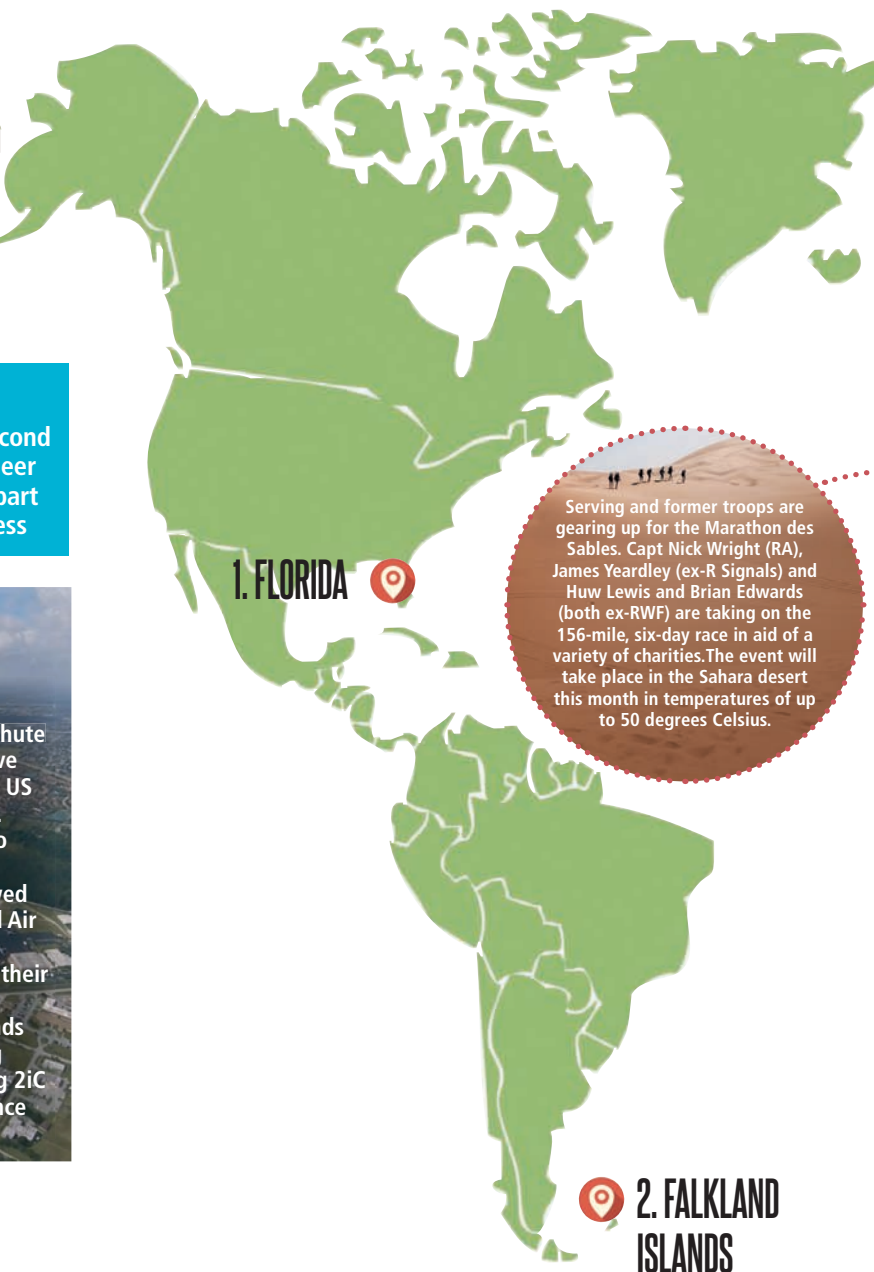 cond
eer
part
ess
1. FLORIDA
Serving and former troops are
gearing up for the Marathon des
Sables. Capt Nick Wright (RA),
James Yeardley (ex-R Signals) and
Huw Lewis and Brian Edwards
(both ex-RWF) are taking on the
156-mile, six-day race in aid of a
variety of charities.The event will
take place in the Sahara desert
this month in temperatures of up
to 50 degrees Celsius.
hute
ve
US
o
ved
Air
their
nds
g 2iC
nce
2. FALKLAND
ISLANDS